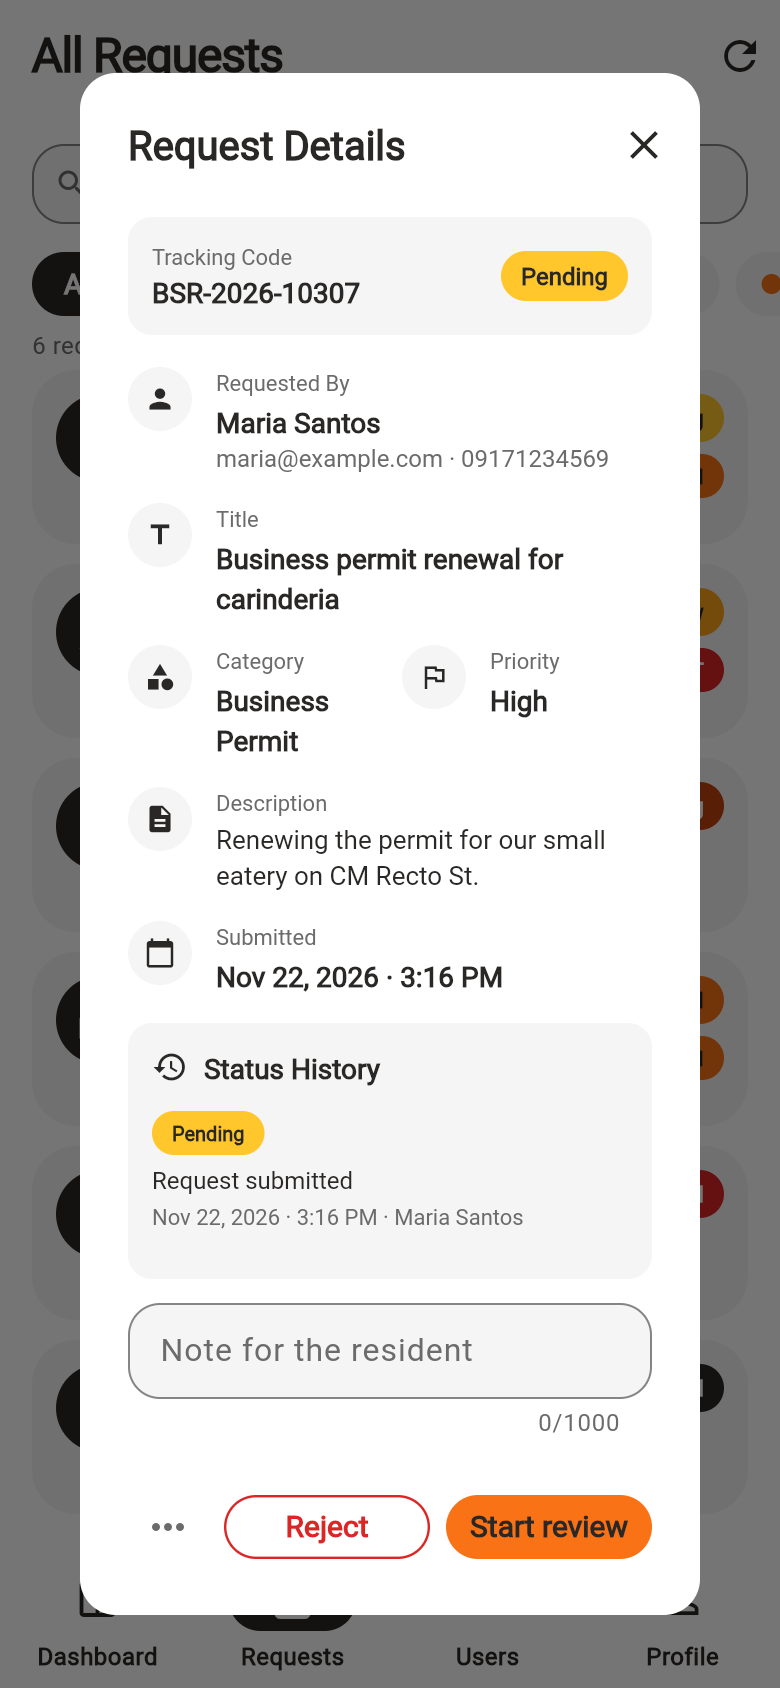 All Requests
Request Details
Tracking Code
BSR-2026-10307
Pending
6 rec
Requested By
Maria Santos
maria@example.com · 09171234569
Title
Business permit renewal for
carinderia
Category
Priority
Business
Permit
High
Description
Renewing the permit for our small
eatery on CM Recto St.
Submitted
Nov 22, 2026 · 3:16 PM
Status History
Pending
Request submitted
Nov 22, 2026 · 3:16 PM · Maria Santos
Note for the resident
0/1000
Reject
Start review
Dashboard
Requests
Users
Profile